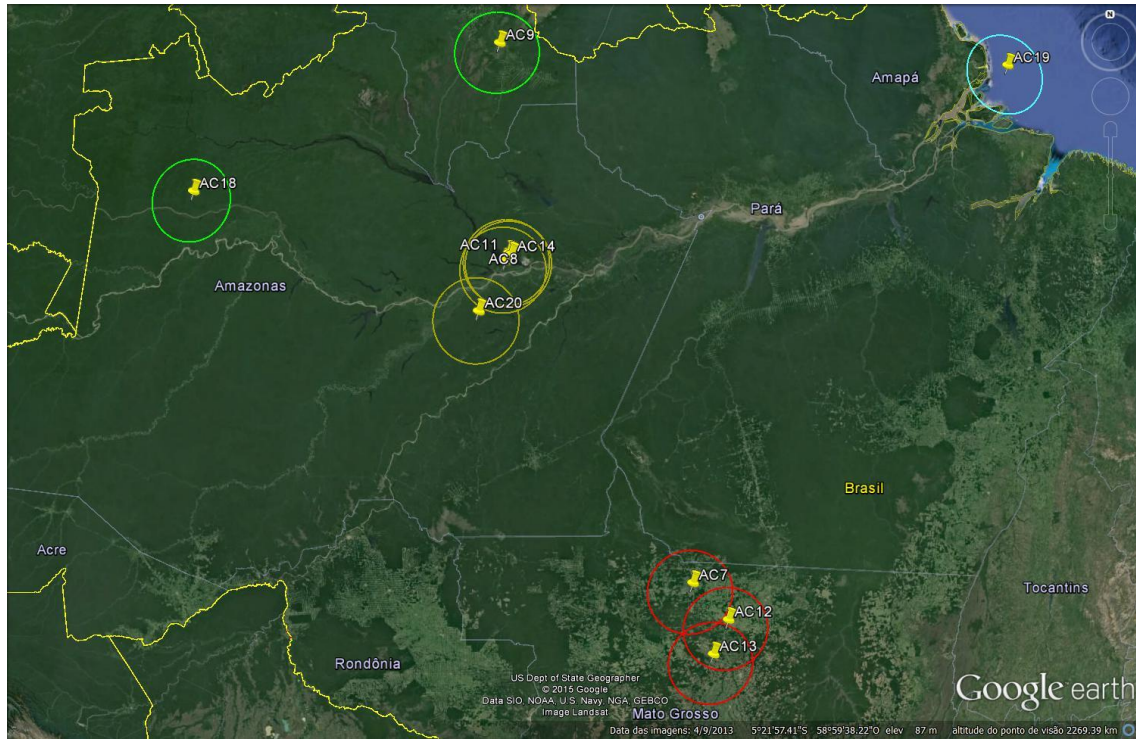 AC9
N
AC19
Amapá
AC18
Pará
AC11
AC14
AC8
Amazonas
AC20
Brasil
Acre
AC7
Tocantins
AC12
AC13
Rondônia
US Dept of State Geographer
© 2015 Google
Data SIO, NOAA, U.S. Navy, NGA, GEBCO
Image Landsat
Google earth
Mato Grosso
Data das imagens: 4/9/2013 5°21'57.41"S 58°59'38.22"O elev 87 m altitude do ponto de visão 2269.39 km